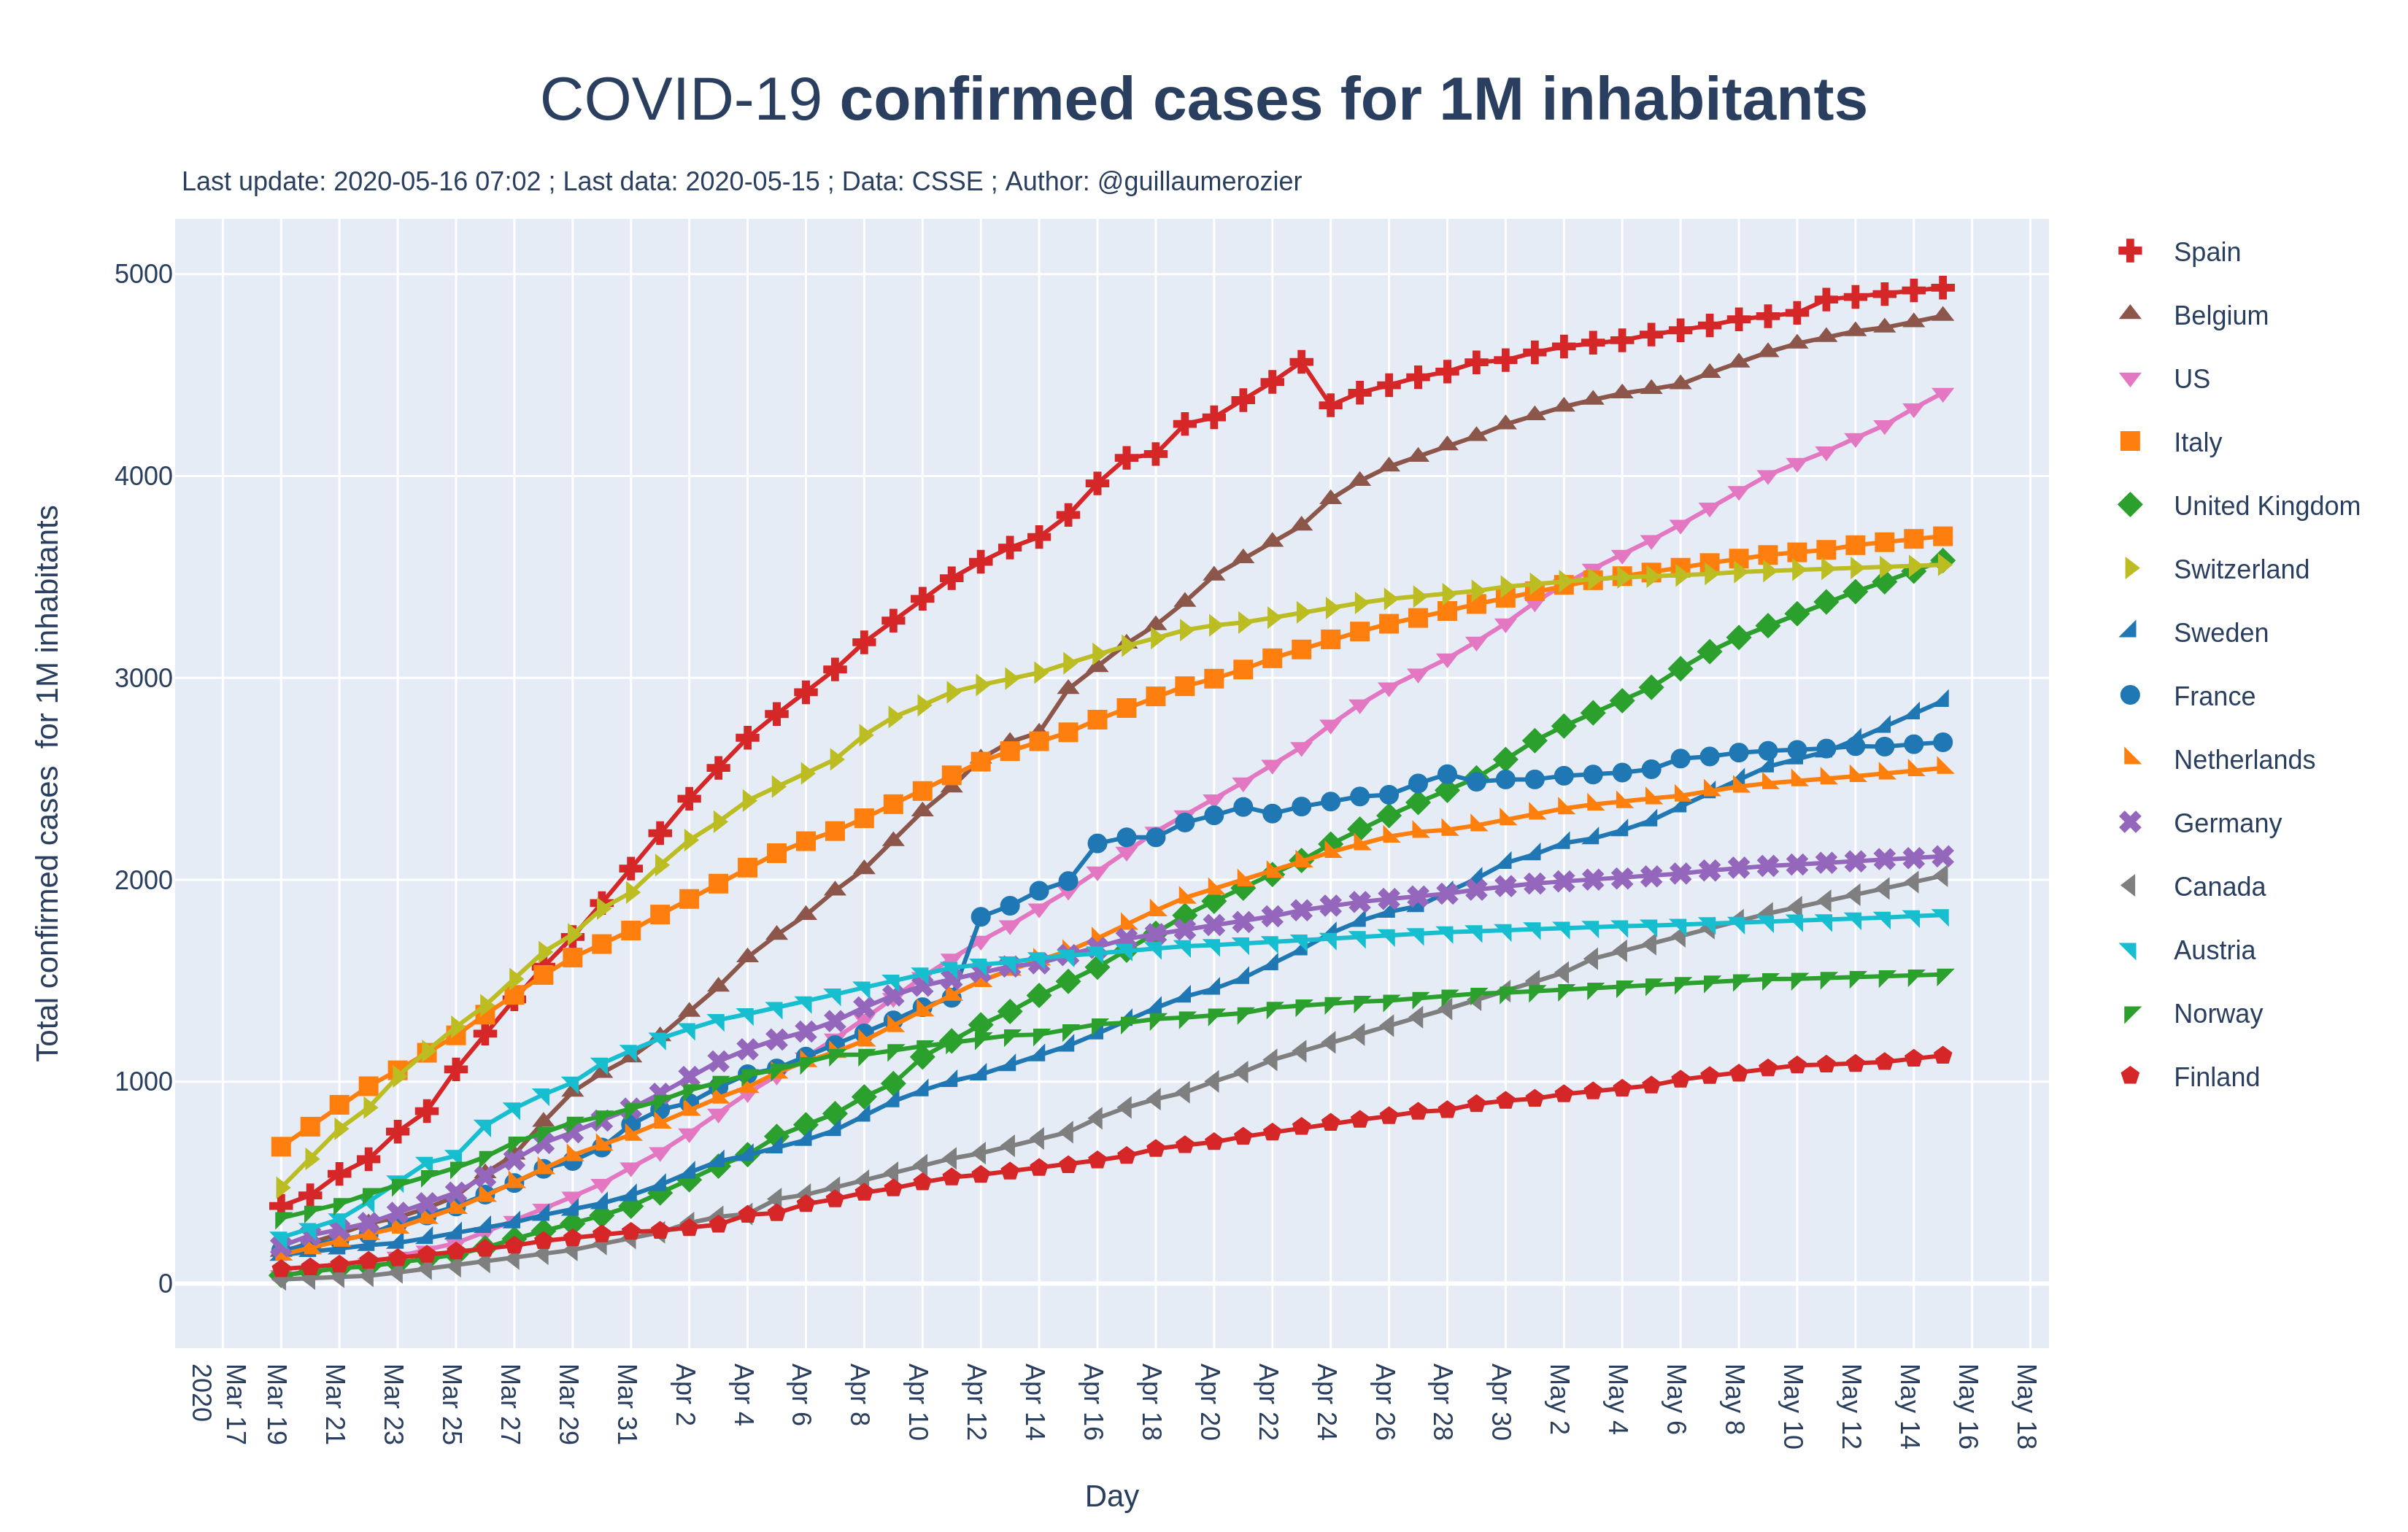 COVID-19 confirmed cases for 1M inhabitants
Last update: 2020-05-16 07:02 ; Last data: 2020-05-15 ; Data: CSSE ; Author: @guillaumerozier
Total confirmed cases for 1M inhabitants
5000
4000
3000
2000
1000
0
Mar 17
2020
Mar 19
Mar 21
Mar 23
Mar 25
Mar 27
Mar 29
Mar 31
Apr 2
Apr 4
Apr 6
Apr 8
Apr 10
Apr 12
Apr 14
Apr 16
Apr 18
Apr 20
Apr 22
Apr 24
Apr 26
Apr 28
Apr 30
May 2
May 4
May 6
May 8
May 10
May 12
May 14
May 16
May 18
Day
Spain
Belgium
US
Italy
United Kingdom
Switzerland
Sweden
France
Netherlands
Germany
Canada
Austria
Norway
Finland